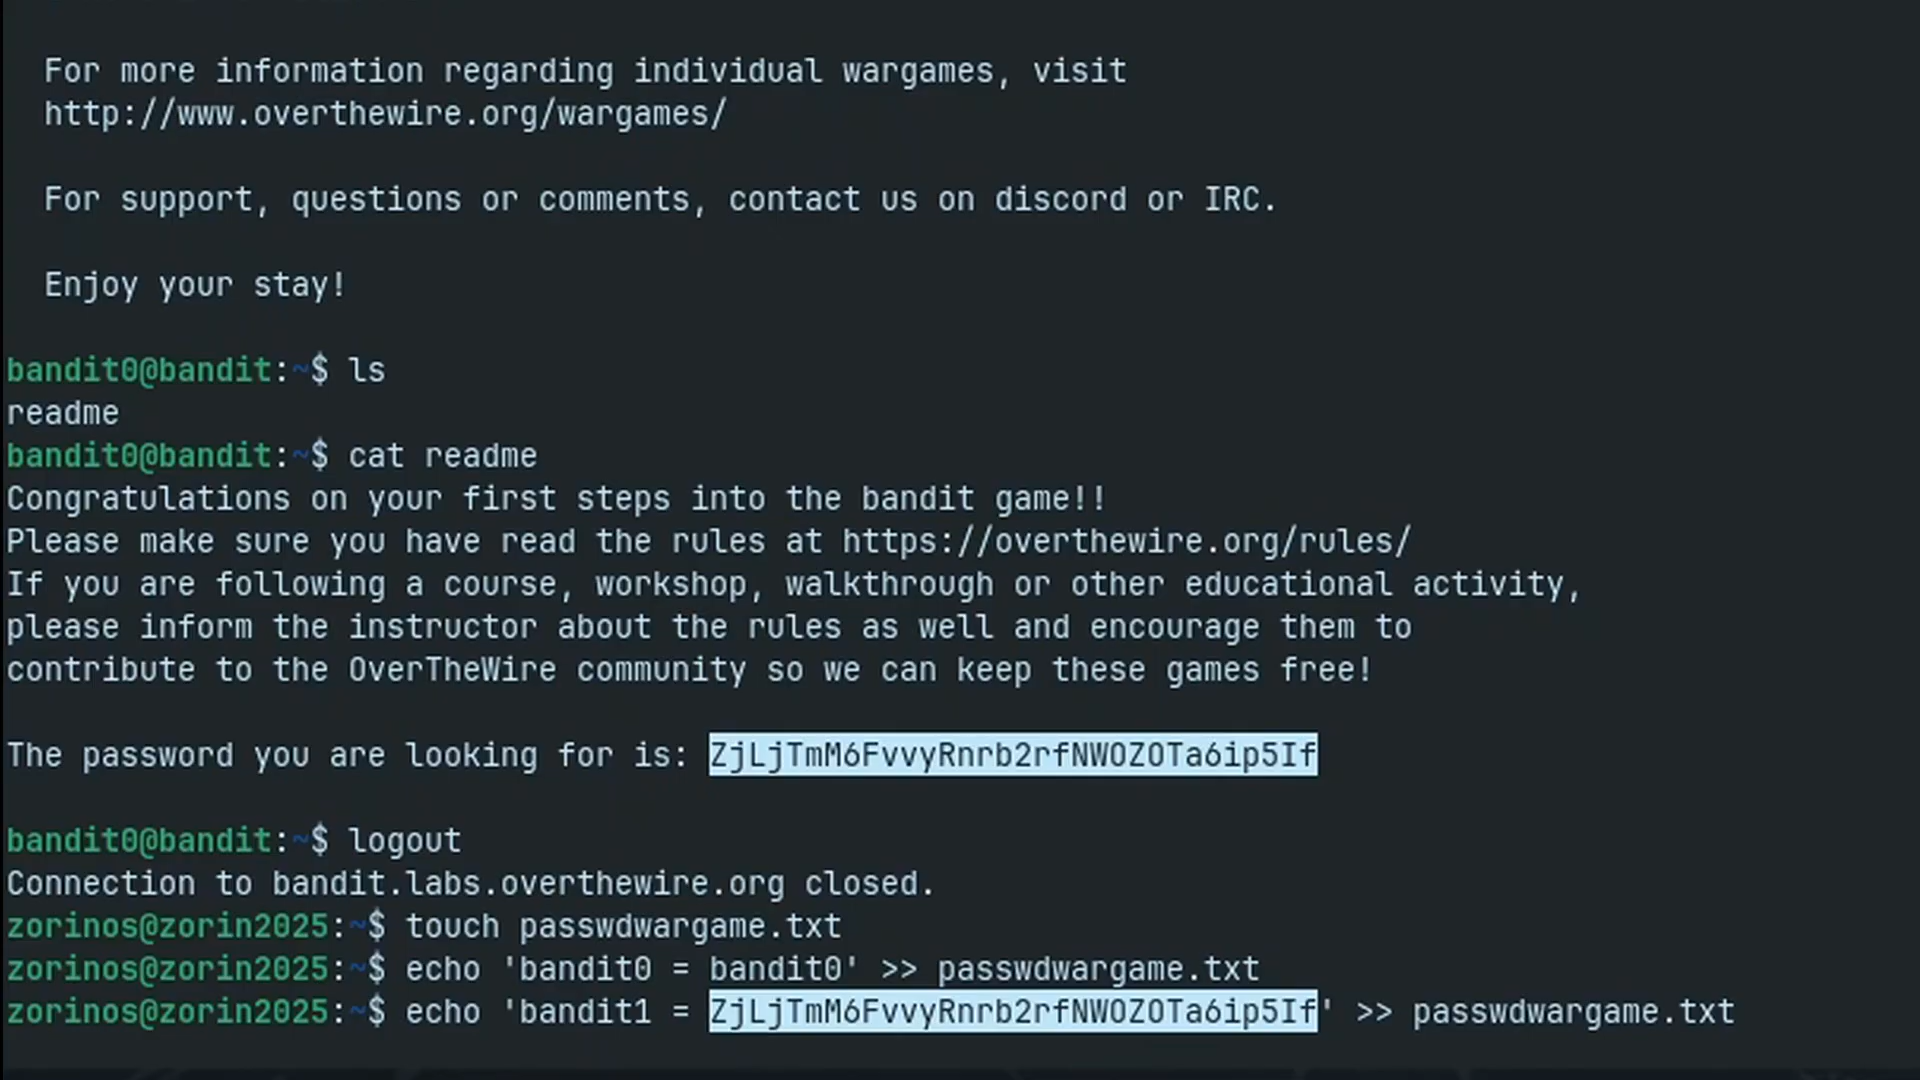 For more information regarding individual wargames, visit
http://www.overthewire.org/wargames/
For support, questions or comments, contact us on discord or IRC.
Enjoy your stay!
bandit0@bandit:~$ ls
readme
bandit0@bandit:~$ cat readme
Congratulations on your first steps into the bandit game!!
Please make sure you have read the rules at https://overthewire.org/rules/
If you are following a course, workshop, walkthrough or other educational activity,
please inform the instructor about the rules as well and encourage them to
contribute to the OverTheWire community so we can keep these games free!
The password you are looking for is: ZjLjTmM6FvvyRnrb2rfNWOZOTa6ip5If
bandit0@bandit:~$ logout
Connection to bandit.labs.overthewire.org closed.
zorinos@zorin2025:~$ touch passwdwargame.txt
zorinos@zorin2025:~$ echo 'bandit0 = bandit0' >> passwdwargame.txt
zorinos@zorin2025:~$ echo 'bandit1 = ZjLjTmM6FvvyRnrb2rfNWOZOTa6ip5If' >> passwdwargame.txt